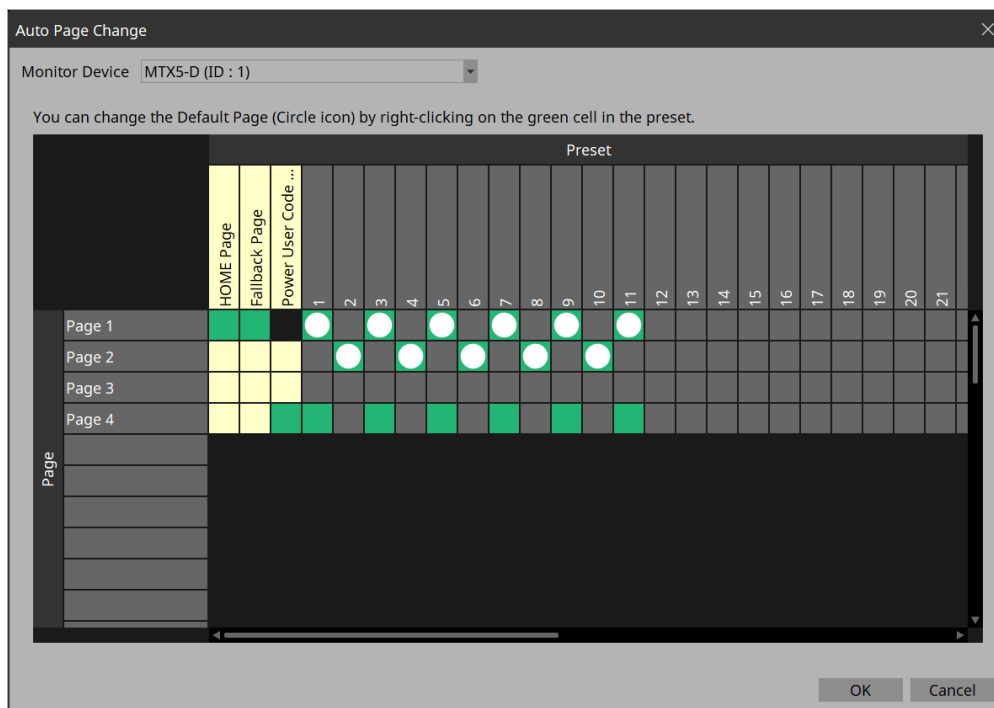 Auto Page Change
Monitor Device MTX5-D (ID : 1)
You can change the Default Page (Circle icon) by right-clicking on the green cell in the preset.
Preset
HOME Page
Fallback Page
Power User Code ...
1 2 3 4 5 6 7 8 9 10 11 12 13 14 15 16 17 18 19 20 21
Page
Page 1
Page 2
Page 3
Page 4
OK Cancel